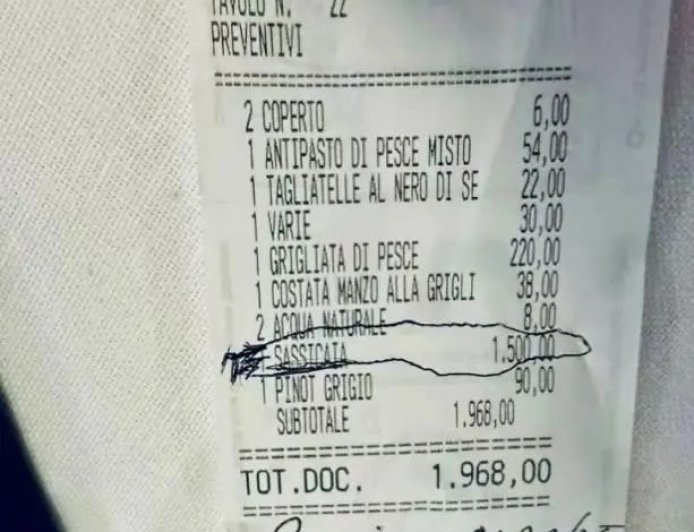 TAVOLO N. 22
PREVENTIVI
2 COPERTO 6,00
1 ANTIPASTO DI PESCE MISTO 54,00
1 TAGLIATELLE AL NERO DI SE 22,00
1 VARIE 30,00
1 GRIGLIATA DI PESCE 220,00
1 COSTATA MANZO ALLA GRIGLI 38,00
2 ACQUA NATURALE 8,00
SASSICAIA 1.500,00
1 PINOT GRIGIO 90,00
SUBTOTALE 1.968,00
TOT.DOC. 1.968,00